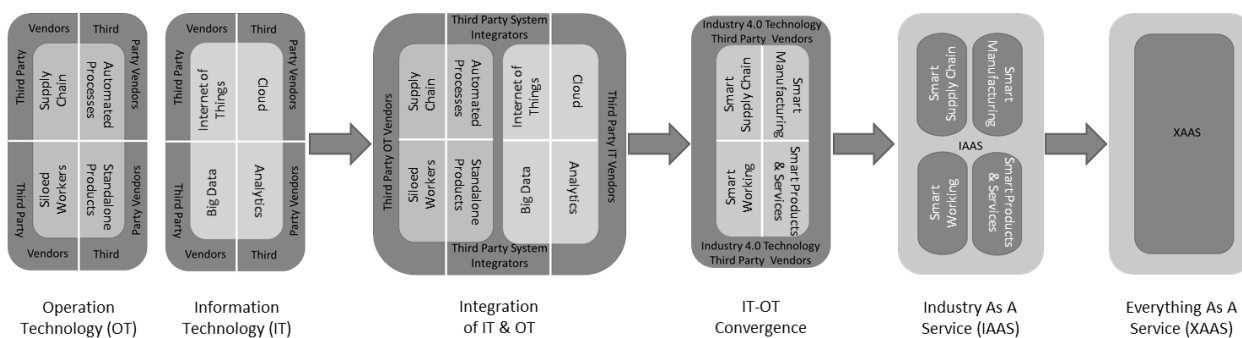 Vendors
Third
Third Party
Party Vendors
Supply
Chain
Automated
Processes
Siloed
Workers
Standalone
Products
Third Party
Party Vendors
Vendors
Third
Operation
Technology (OT)
Vendors
Third
Third Party
Party Vendors
Internet of
Things
Cloud
Big Data
Analytics
Third Party
Party Vendors
Vendors
Third
Information
Technology (IT)
Third Party System
Integrators
Third Party OT Vendors
Supply
Chain
Automated
Processes
Internet of
Things
Cloud
Siloed
Workers
Standalone
Products
Big Data
Analytics
Third Party IT Vendors
Third Party System
Integrators
Integration
of IT & OT
Industry 4.0 Technology
Third Party Vendors
Smart
Supply Chain
Smart
Manufacturing
Smart
Working
Smart Products
& Services
Industry 4.0 Technology
Third Party Vendors
IT-OT
Convergence
Smart
Supply Chain
Smart
Manufacturing
IAAS
Smart
Working
Smart Products
& Services
Industry As A
Service (IAAS)
XAAS
Everything As A
Service (XAAS)